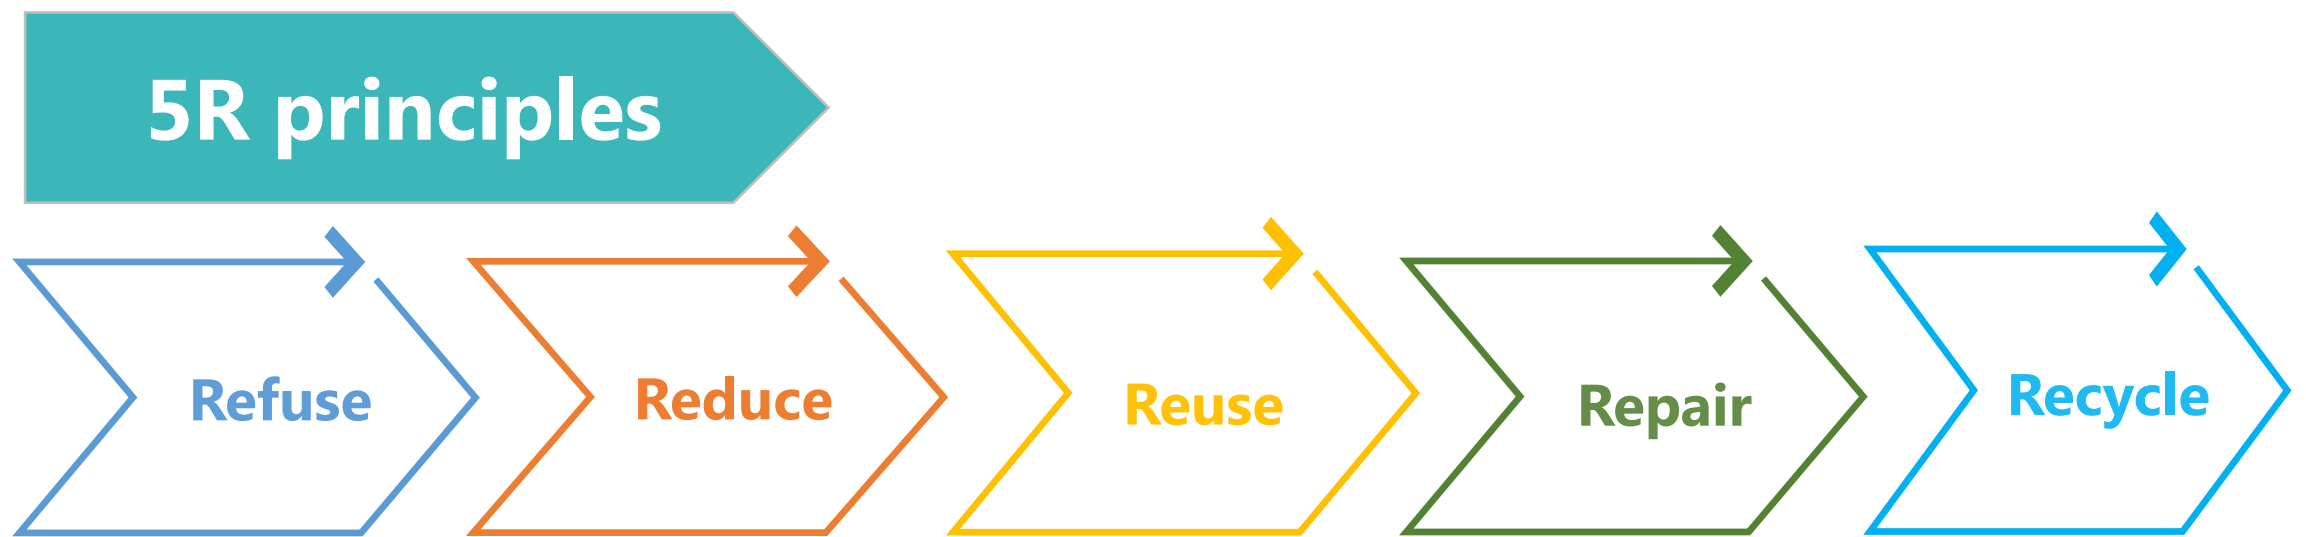 5R principles
Refuse
Reduce
Reuse
Repair
Recycle